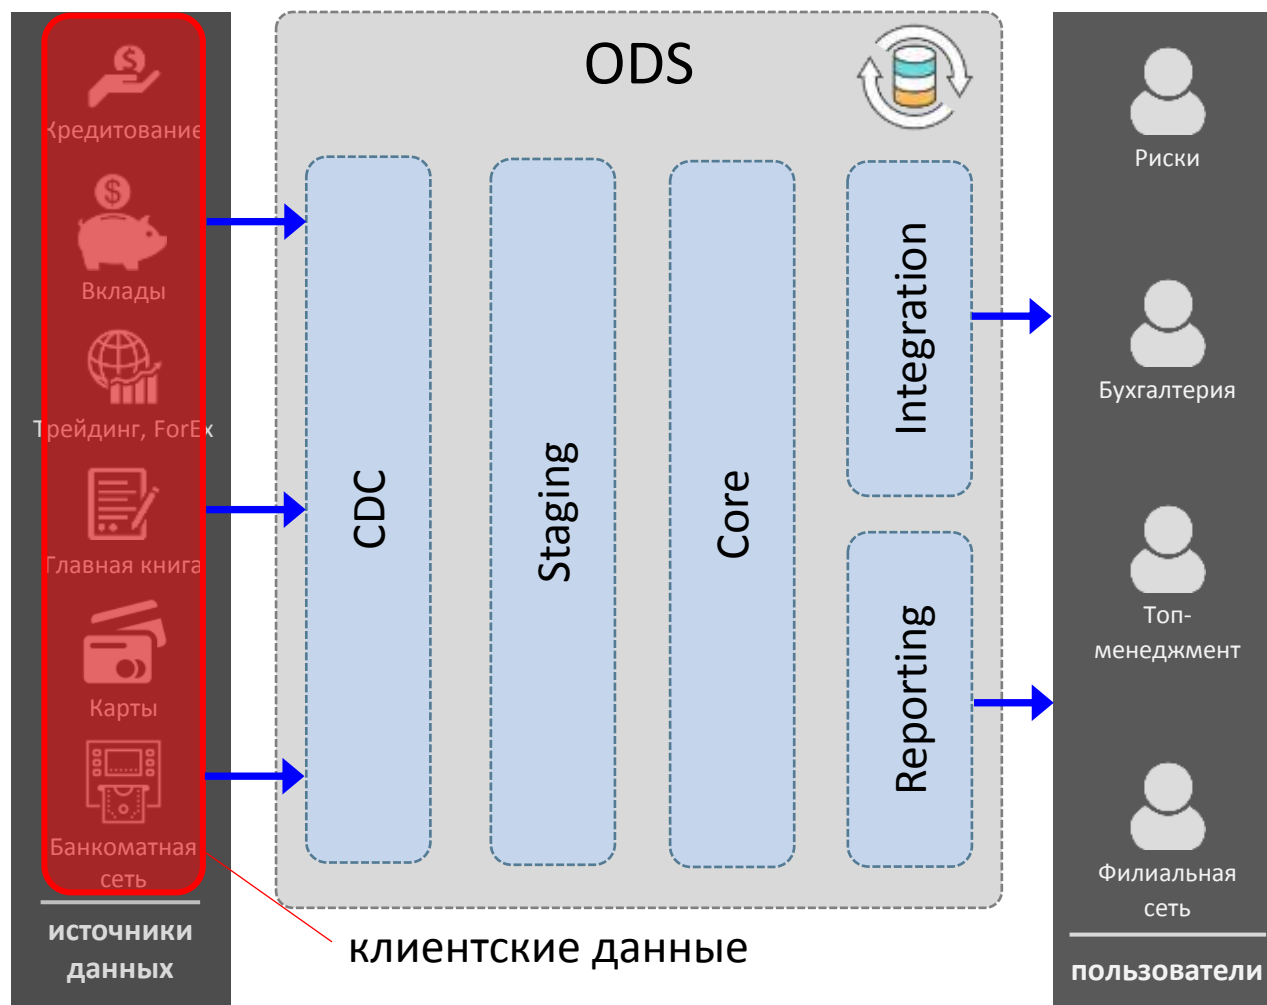 Кредитование
Вклады
Трейдинг, ForEx
Главная книга
Карты
Банкоматная
сеть
источники
данных
ODS
CDC
Staging
Core
Integration
Reporting
клиентские данные
Риски
Бухгалтерия
Топ-
менеджмент
Филиальная
сеть
пользователи